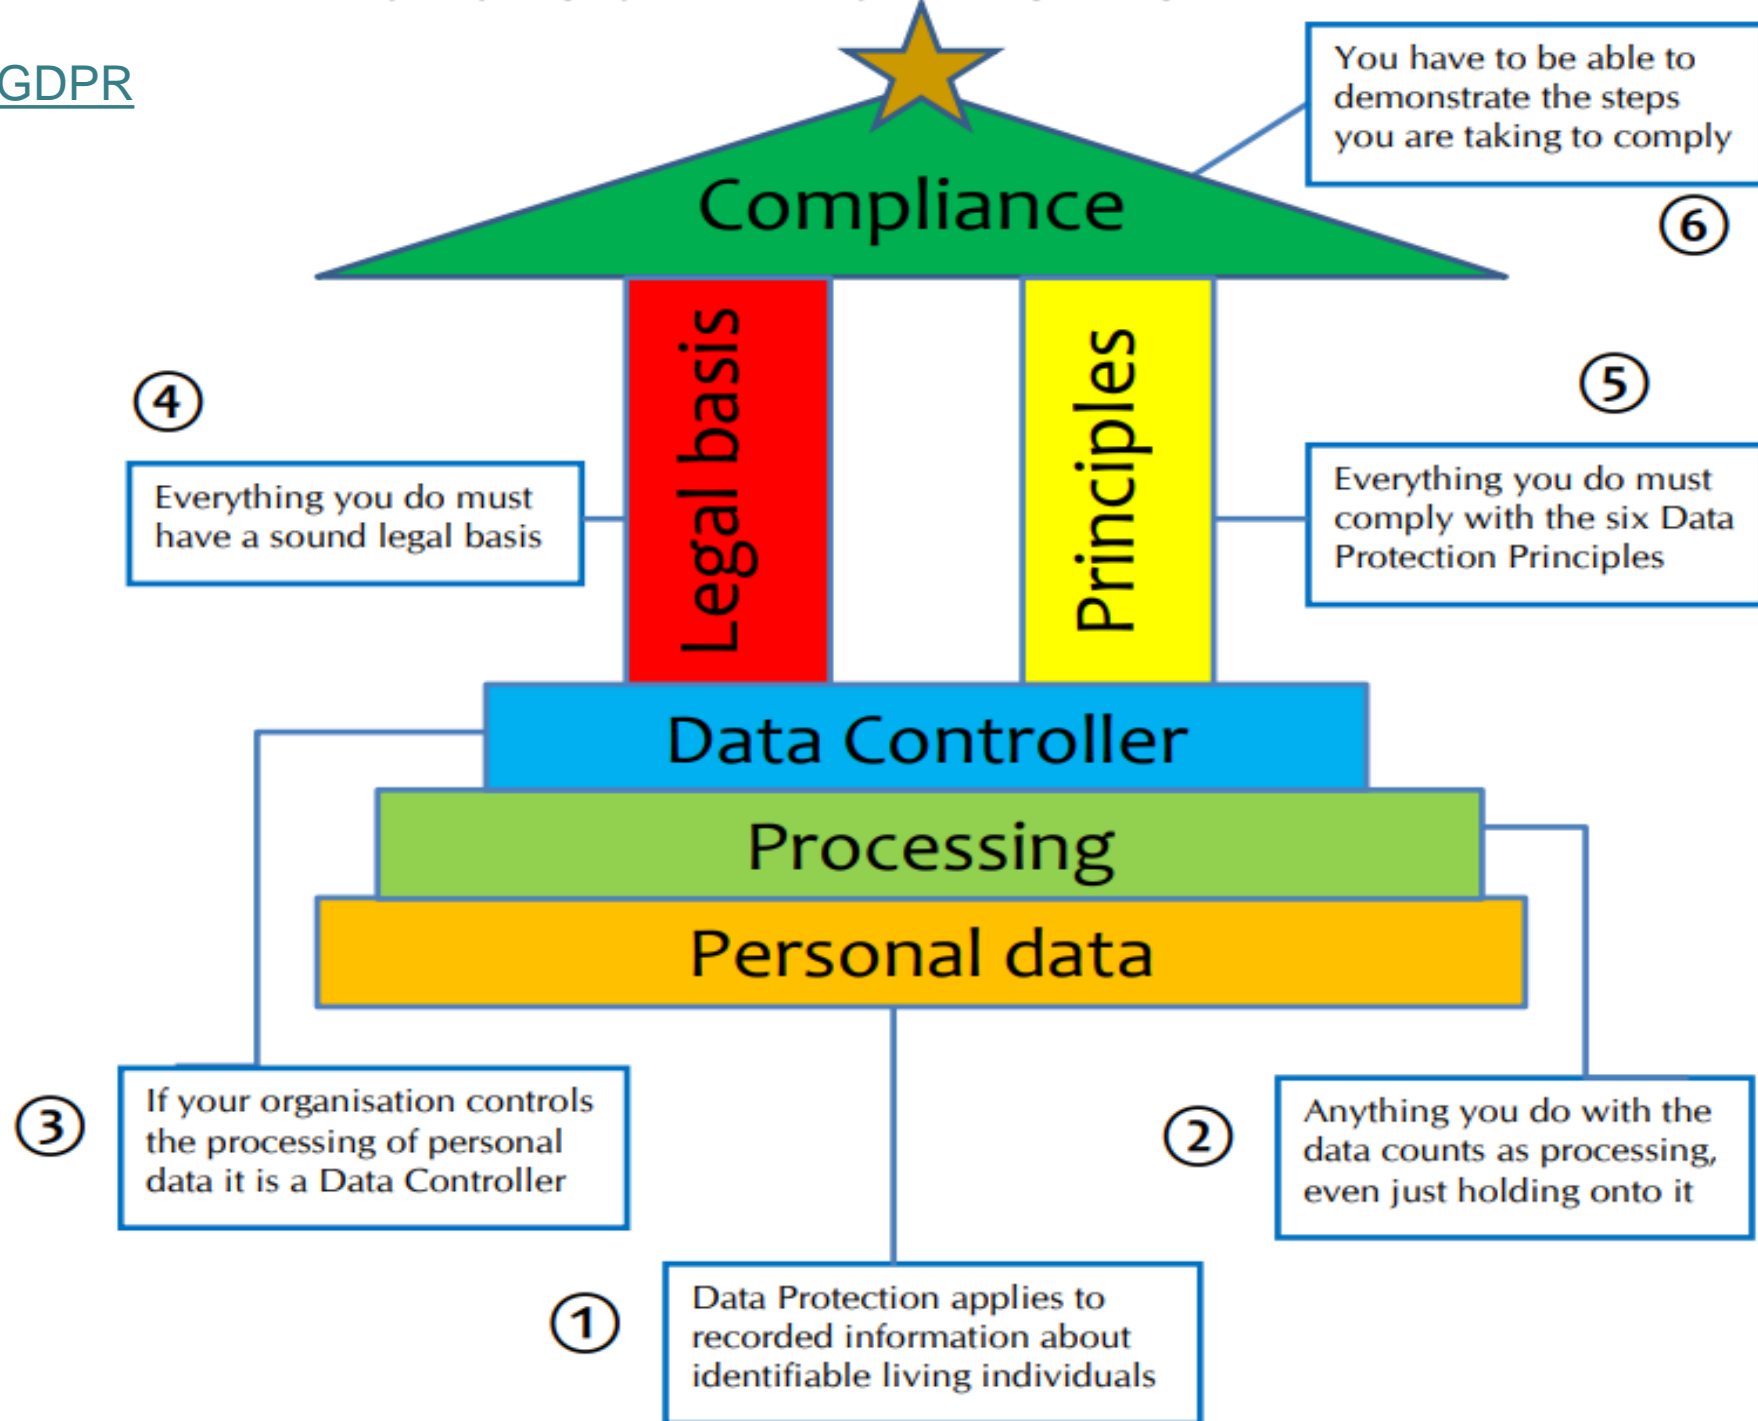 GDPR
You have to be able to
demonstrate the steps
you are taking to comply
⑥
Compliance
④
Everything you do must
have a sound legal basis
Legal basis
Principles
⑤
Everything you do must
comply with the six Data
Protection Principles
Data Controller
Processing
Personal data
③
If your organisation controls
the processing of personal
data it is a Data Controller
②
Anything you do with the
data counts as processing,
even just holding onto it
①
Data Protection applies to
recorded information about
identifiable living individuals